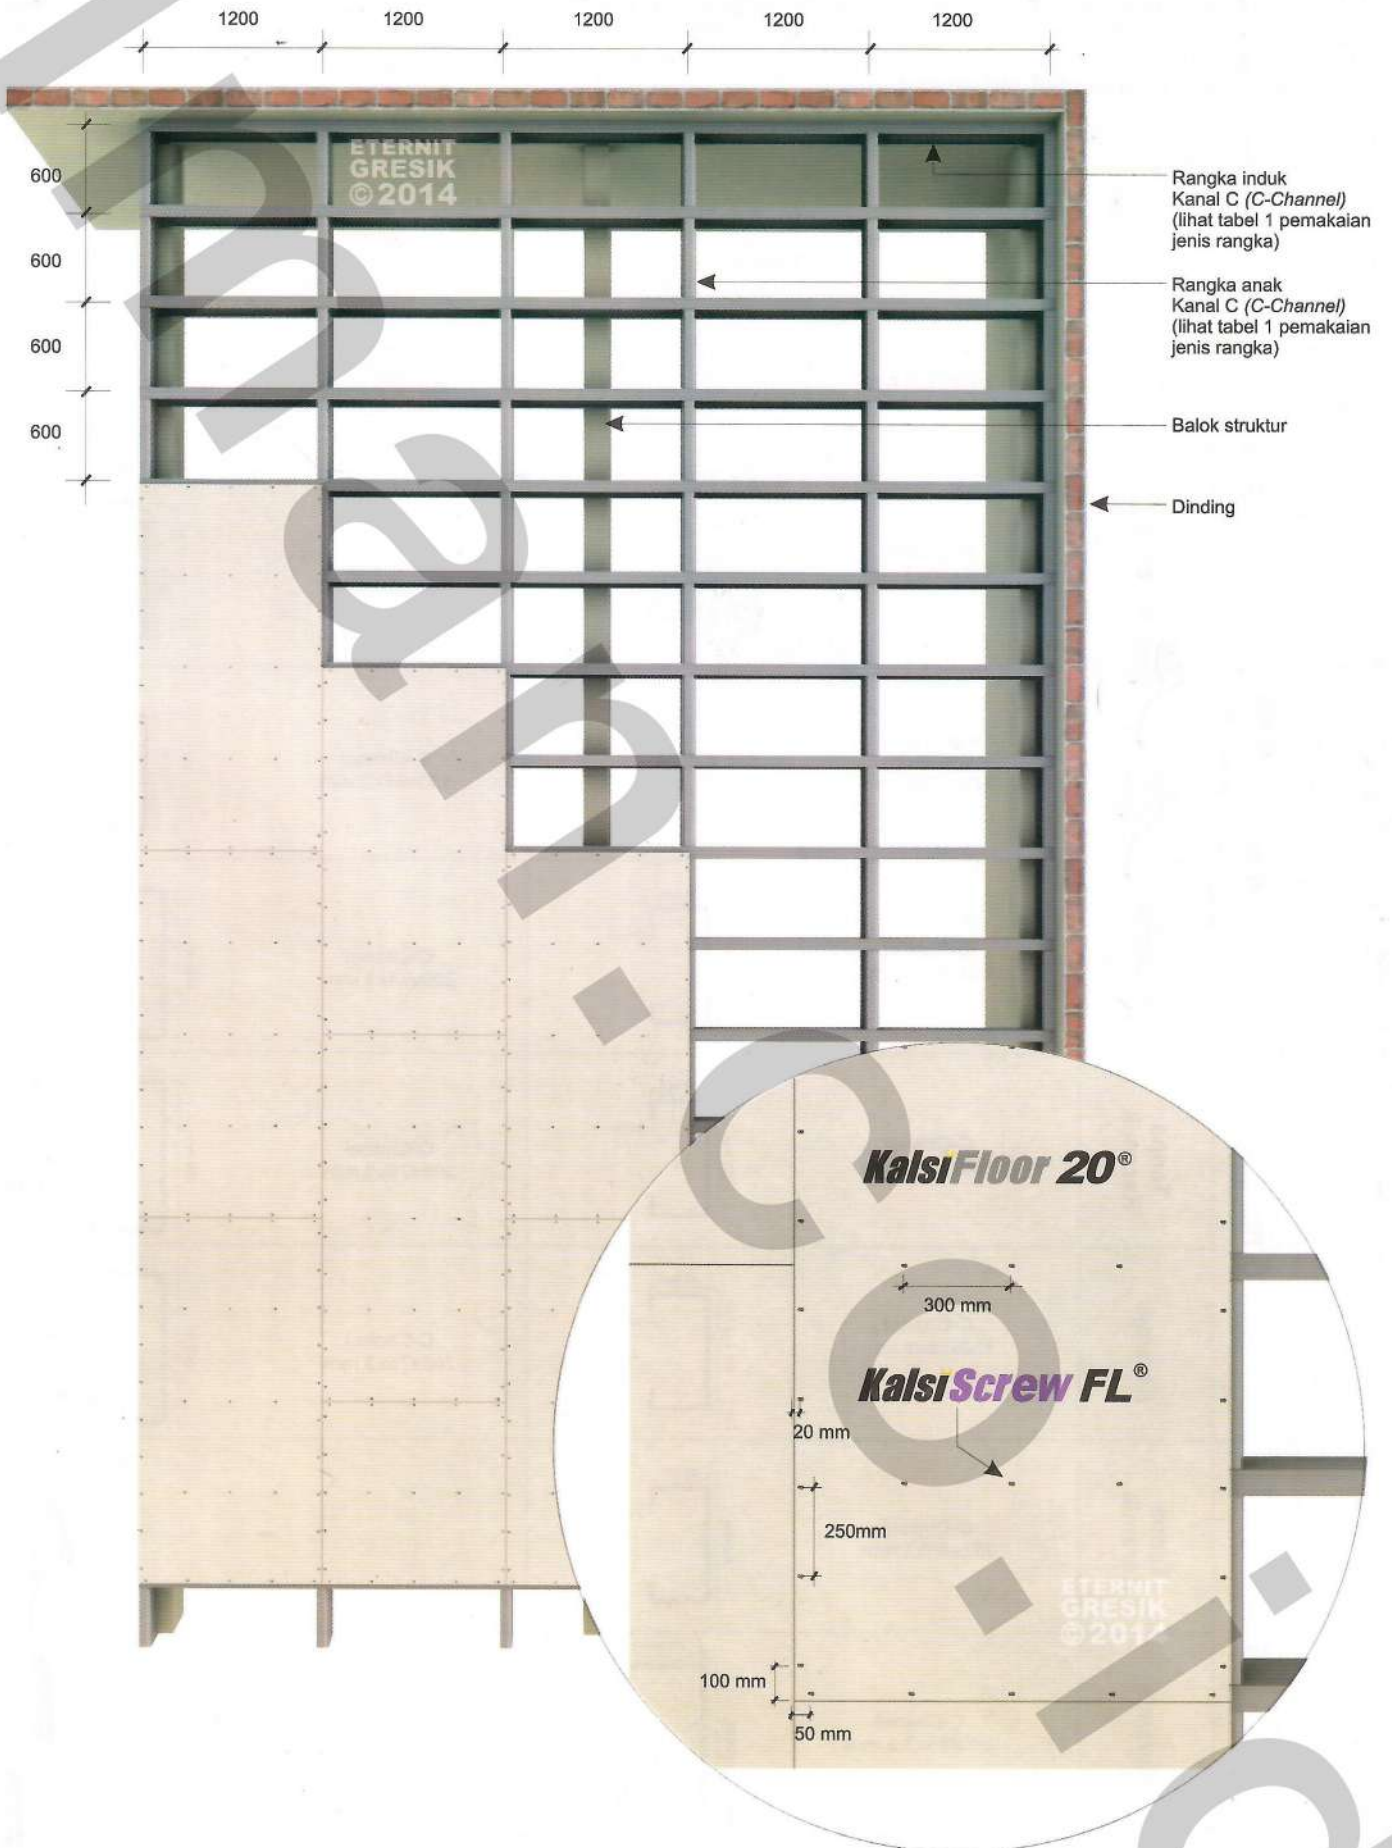 1200 1200 1200 1200 1200
600
600
600
600
ETERNIT
GRESIK
©2014
Rangka induk
Kanal C (C-Channel)
(lihat tabel 1 pemakaian
jenis rangka)
Rangka anak
Kanal C (C-Channel)
(lihat tabel 1 pemakaian
jenis rangka)
Balok struktur
Dinding
KalsiFloor 20®
300 mm
KalsiScrew FL®
20 mm
250mm
ETERNIT
GRESIK
©2014
100 mm
50 mm